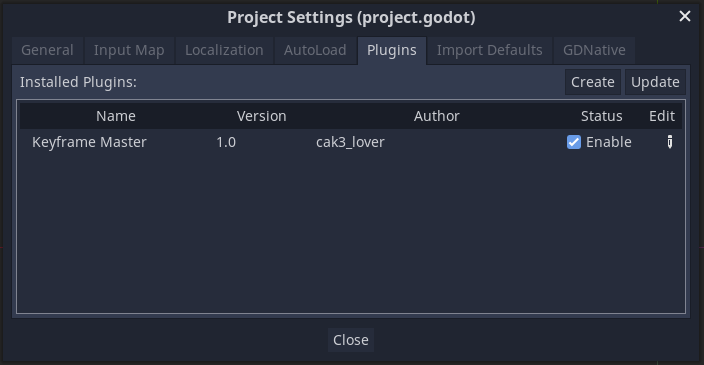 Project Settings (project.godot)
General Input Map Localization AutoLoad Plugins Import Defaults GDNative
Installed Plugins: Create Update
Name Version Author Status Edit
Keyframe Master 1.0 cak3_lover Enable
Close